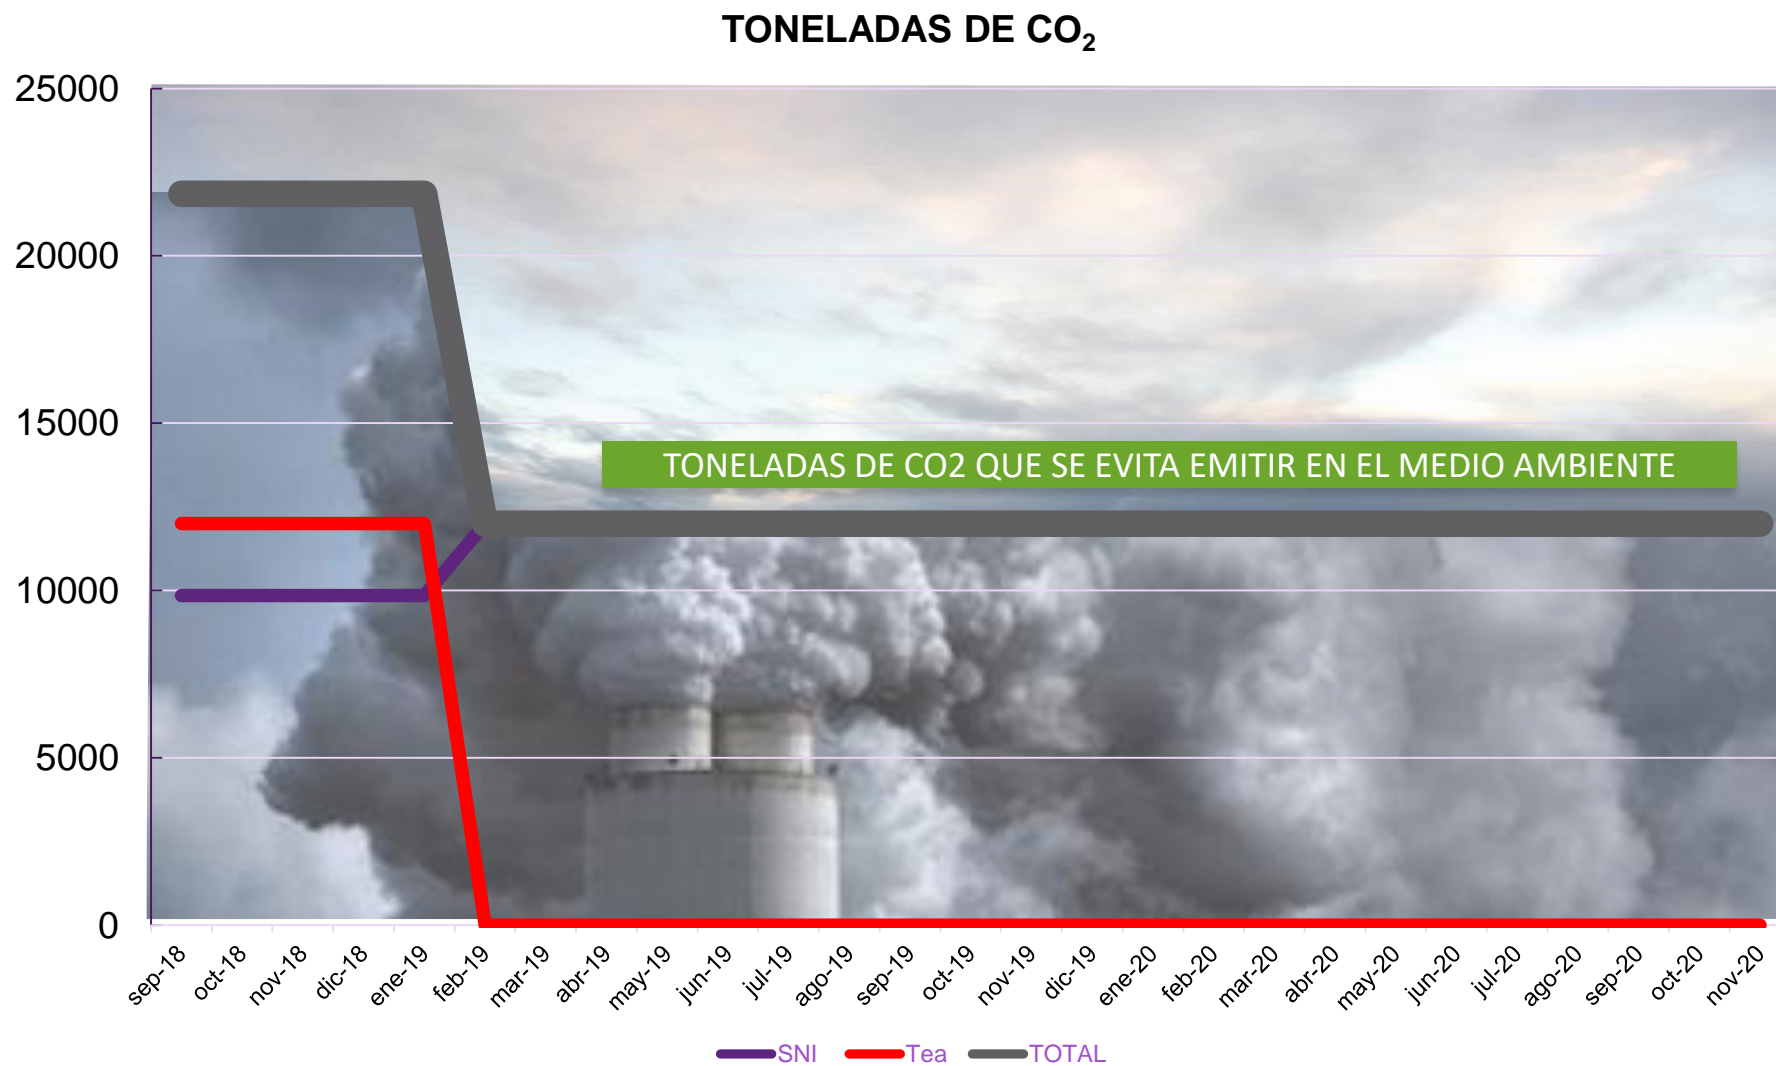 TONELADAS DE CO₂
25000
20000
15000
TONELADAS DE CO2 QUE SE EVITA EMITIR EN EL MEDIO AMBIENTE
10000
5000
0
sep-18 oct-18 nov-18 dic-18 ene-19 feb-19 mar-19 abr-19 may-19 jun-19 jul-19 ago-19 sep-19 oct-19 nov-19 dic-19 ene-20 feb-20 mar-20 abr-20 may-20 jun-20 jul-20 ago-20 sep-20 oct-20 nov-20
SNI Tea TOTAL